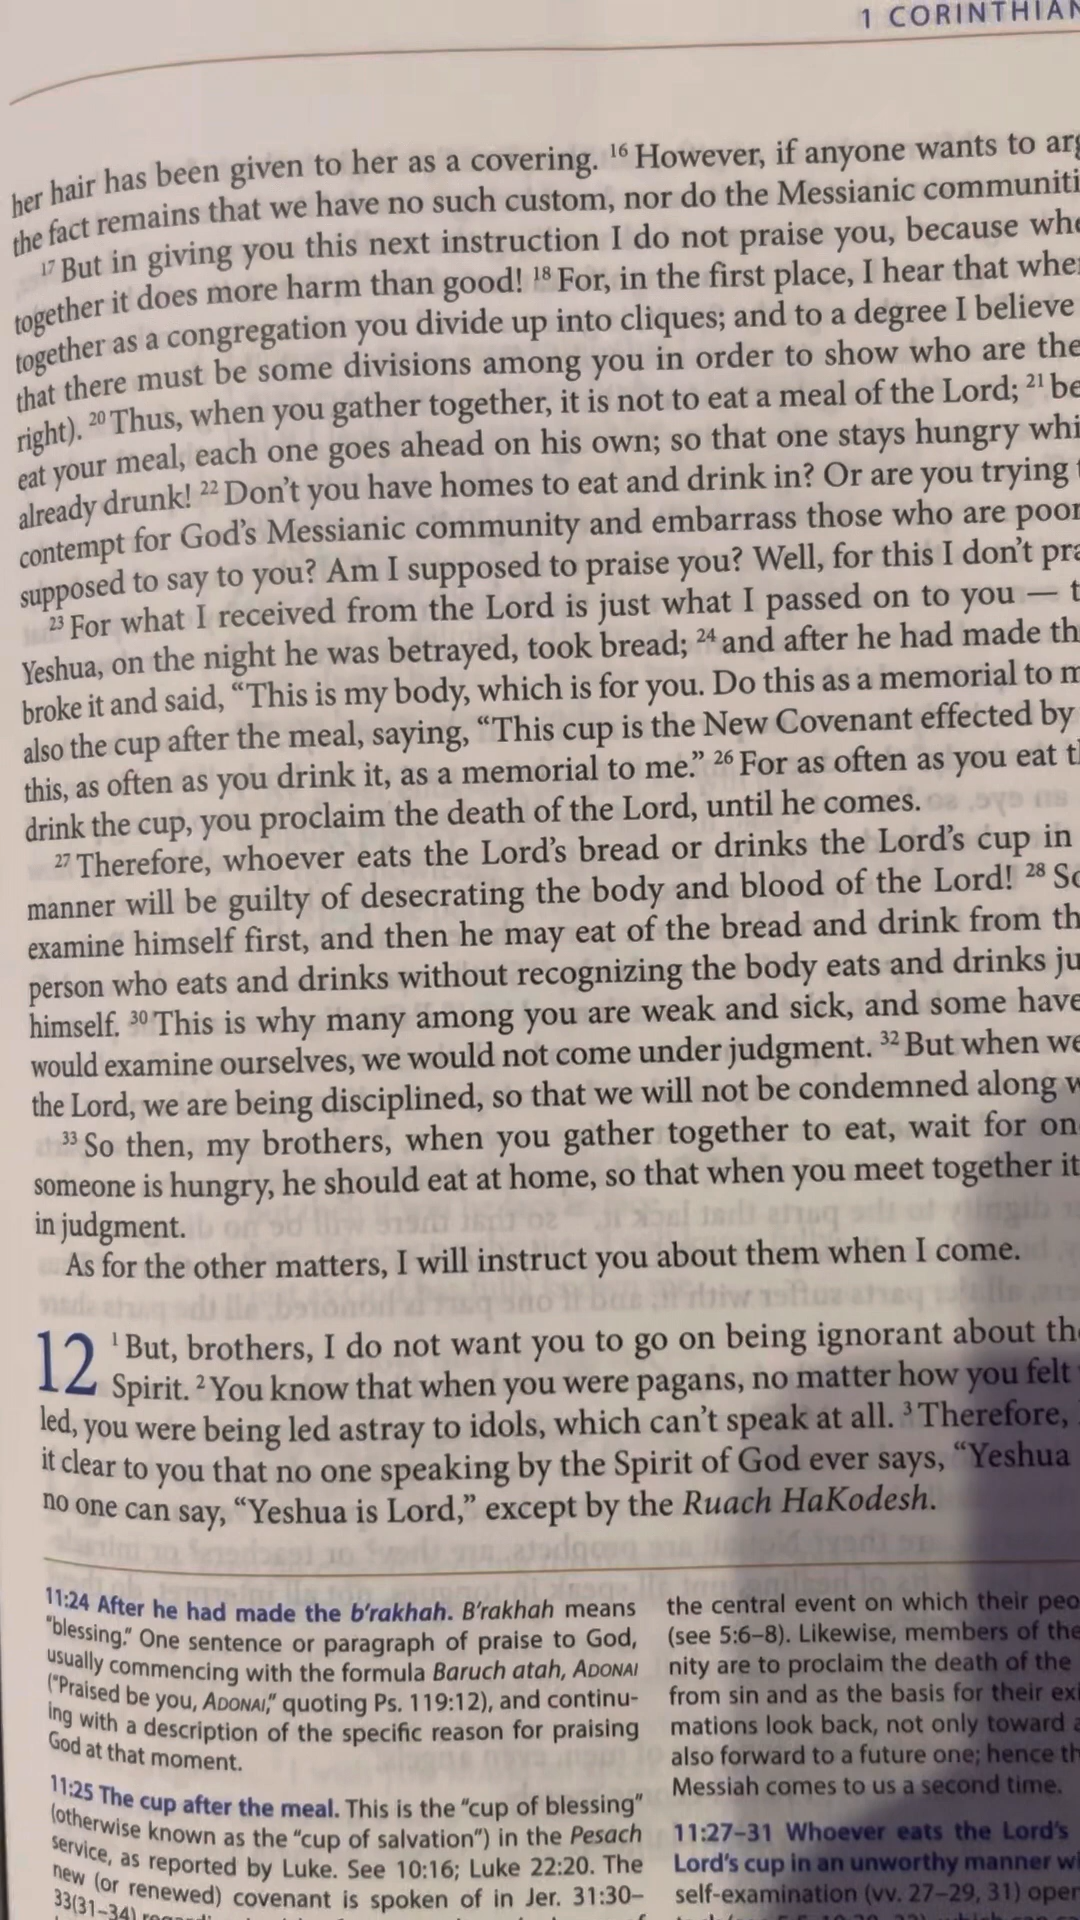 1 CORINTHIAN
her hair has been given to her as a covering. 16 However, if anyone wants to
the fact remains that we have no such custom, nor do the Messianic
17 But in giving you this next instruction I do not praise you, because
together it does more harm than good! 18 For, in the first place, I hear that
together as a congregation you divide up into cliques; and to a degree I believe
that there must be some divisions among you in order to show who are the
right). 20 Thus, when you gather together, it is not to eat a meal of the Lord; 21
eat your meal, each one goes ahead on his own; so that one stays hungry
already drunk! 22 Don't you have homes to eat and drink in? Or are you trying
contempt for God's Messianic community and embarrass those who are poor
supposed to say to you? Am I supposed to praise you? Well, for this I don't
23 For what I received from the Lord is just what I passed on to you —
Yeshua, on the night he was betrayed, took bread; 24 and after he had made
broke it and said, “This is my body, which is for you. Do this as a memorial to
also the cup after the meal, saying, “This cup is the New Covenant effected by
this, as often as you drink it, as a memorial to me.” 26 For as often as you eat
drink the cup, you proclaim the death of the Lord, until he comes.
27 Therefore, whoever eats the Lord's bread or drinks the Lord's cup in
manner will be guilty of desecrating the body and blood of the Lord! 28
examine himself first, and then he may eat of the bread and drink from
person who eats and drinks without recognizing the body eats and drinks
himself. 30 This is why many among you are weak and sick, and some have
would examine ourselves, we would not come under judgment. 32 But when we
the Lord, we are being disciplined, so that we will not be condemned along
33 So then, my brothers, when you gather together to eat, wait for
someone is hungry, he should eat at home, so that when you meet together it
in judgment.
As for the other matters, I will instruct you about them when I come.
12 1 But, brothers, I do not want you to go on being ignorant about
Spirit. 2 You know that when you were pagans, no matter how you felt
led, you were being led astray to idols, which can't speak at all. 3 Therefore,
it clear to you that no one speaking by the Spirit of God ever says, “Yeshua
no one can say, “Yeshua is Lord,” except by the Ruach HaKodesh.
11:24 After he had made the b'rakhah. B'rakhah means
“blessing.” One sentence or paragraph of praise to God,
usually commencing with the formula Baruch atah, ADONAI
(“Praised be you, ADONAI,” quoting Ps. 119:12), and continu-
ing with a description of the specific reason for praising
God at that moment.
11:25 The cup after the meal. This is the “cup of blessing”
(otherwise known as the “cup of salvation”) in the Pesach
service, as reported by Luke. See 10:16; Luke 22:20. The
new (or renewed) covenant is spoken of in Jer. 31:30–
33(31–34)
the central event on which their
(see 5:6–8). Likewise, members of the
nity are to proclaim the death of the
from sin and as the basis for their
mations look back, not only toward
also forward to a future one; hence
Messiah comes to us a second time.
11:27–31 Whoever eats the Lord's
Lord's cup in an unworthy manner
self-examination (vv. 27–29, 31)